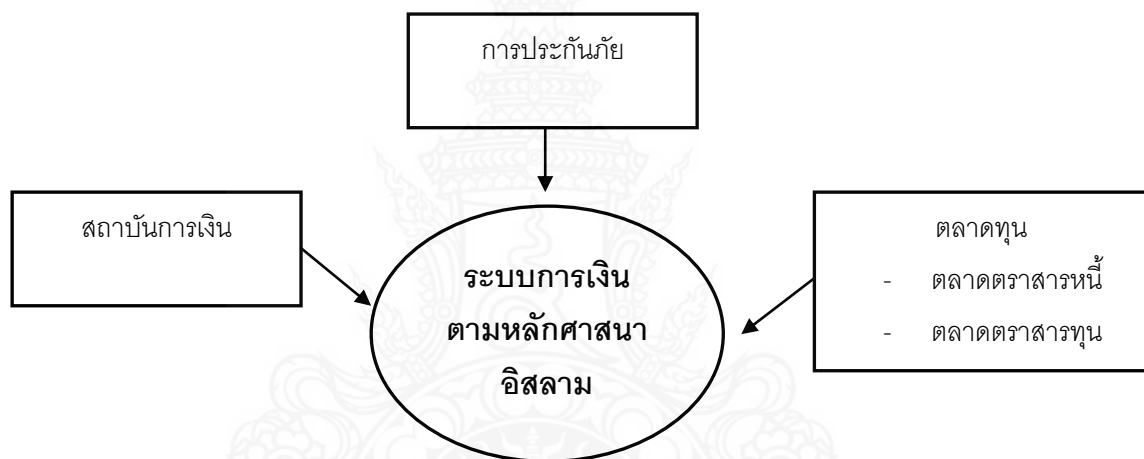 การประกันภัย
สถาบันการเงิน
ระบบการเงิน
ตามหลักศาสนา
อิสลาม
ตลาดทุน
- ตลาดตราสารหนี้
- ตลาดตราสารทุน